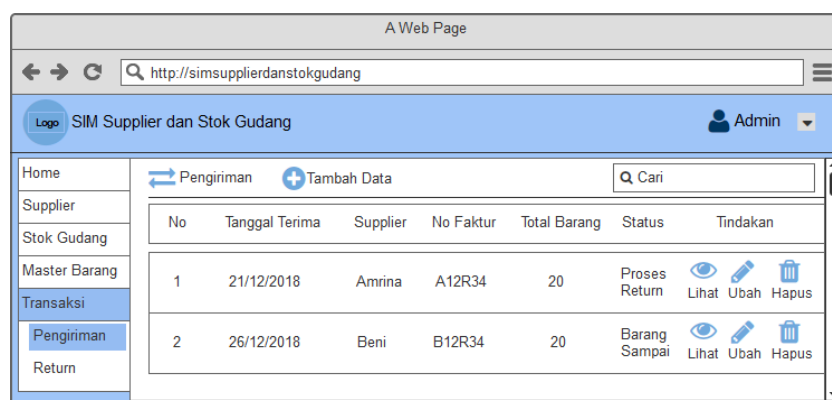 A Web Page
http://simsupplierdanstokgudang
Logo SIM Supplier dan Stok Gudang Admin
Home
Supplier
Stok Gudang
Master Barang
Transaksi
Pengiriman
Return
Pengiriman Tambah Data Cari
No Tanggal Terima Supplier No Faktur Total Barang Status Tindakan
1 21/12/2018 Amrina A12R34 20 Proses Return Lihat Ubah Hapus
2 26/12/2018 Beni B12R34 20 Barang Sampai Lihat Ubah Hapus